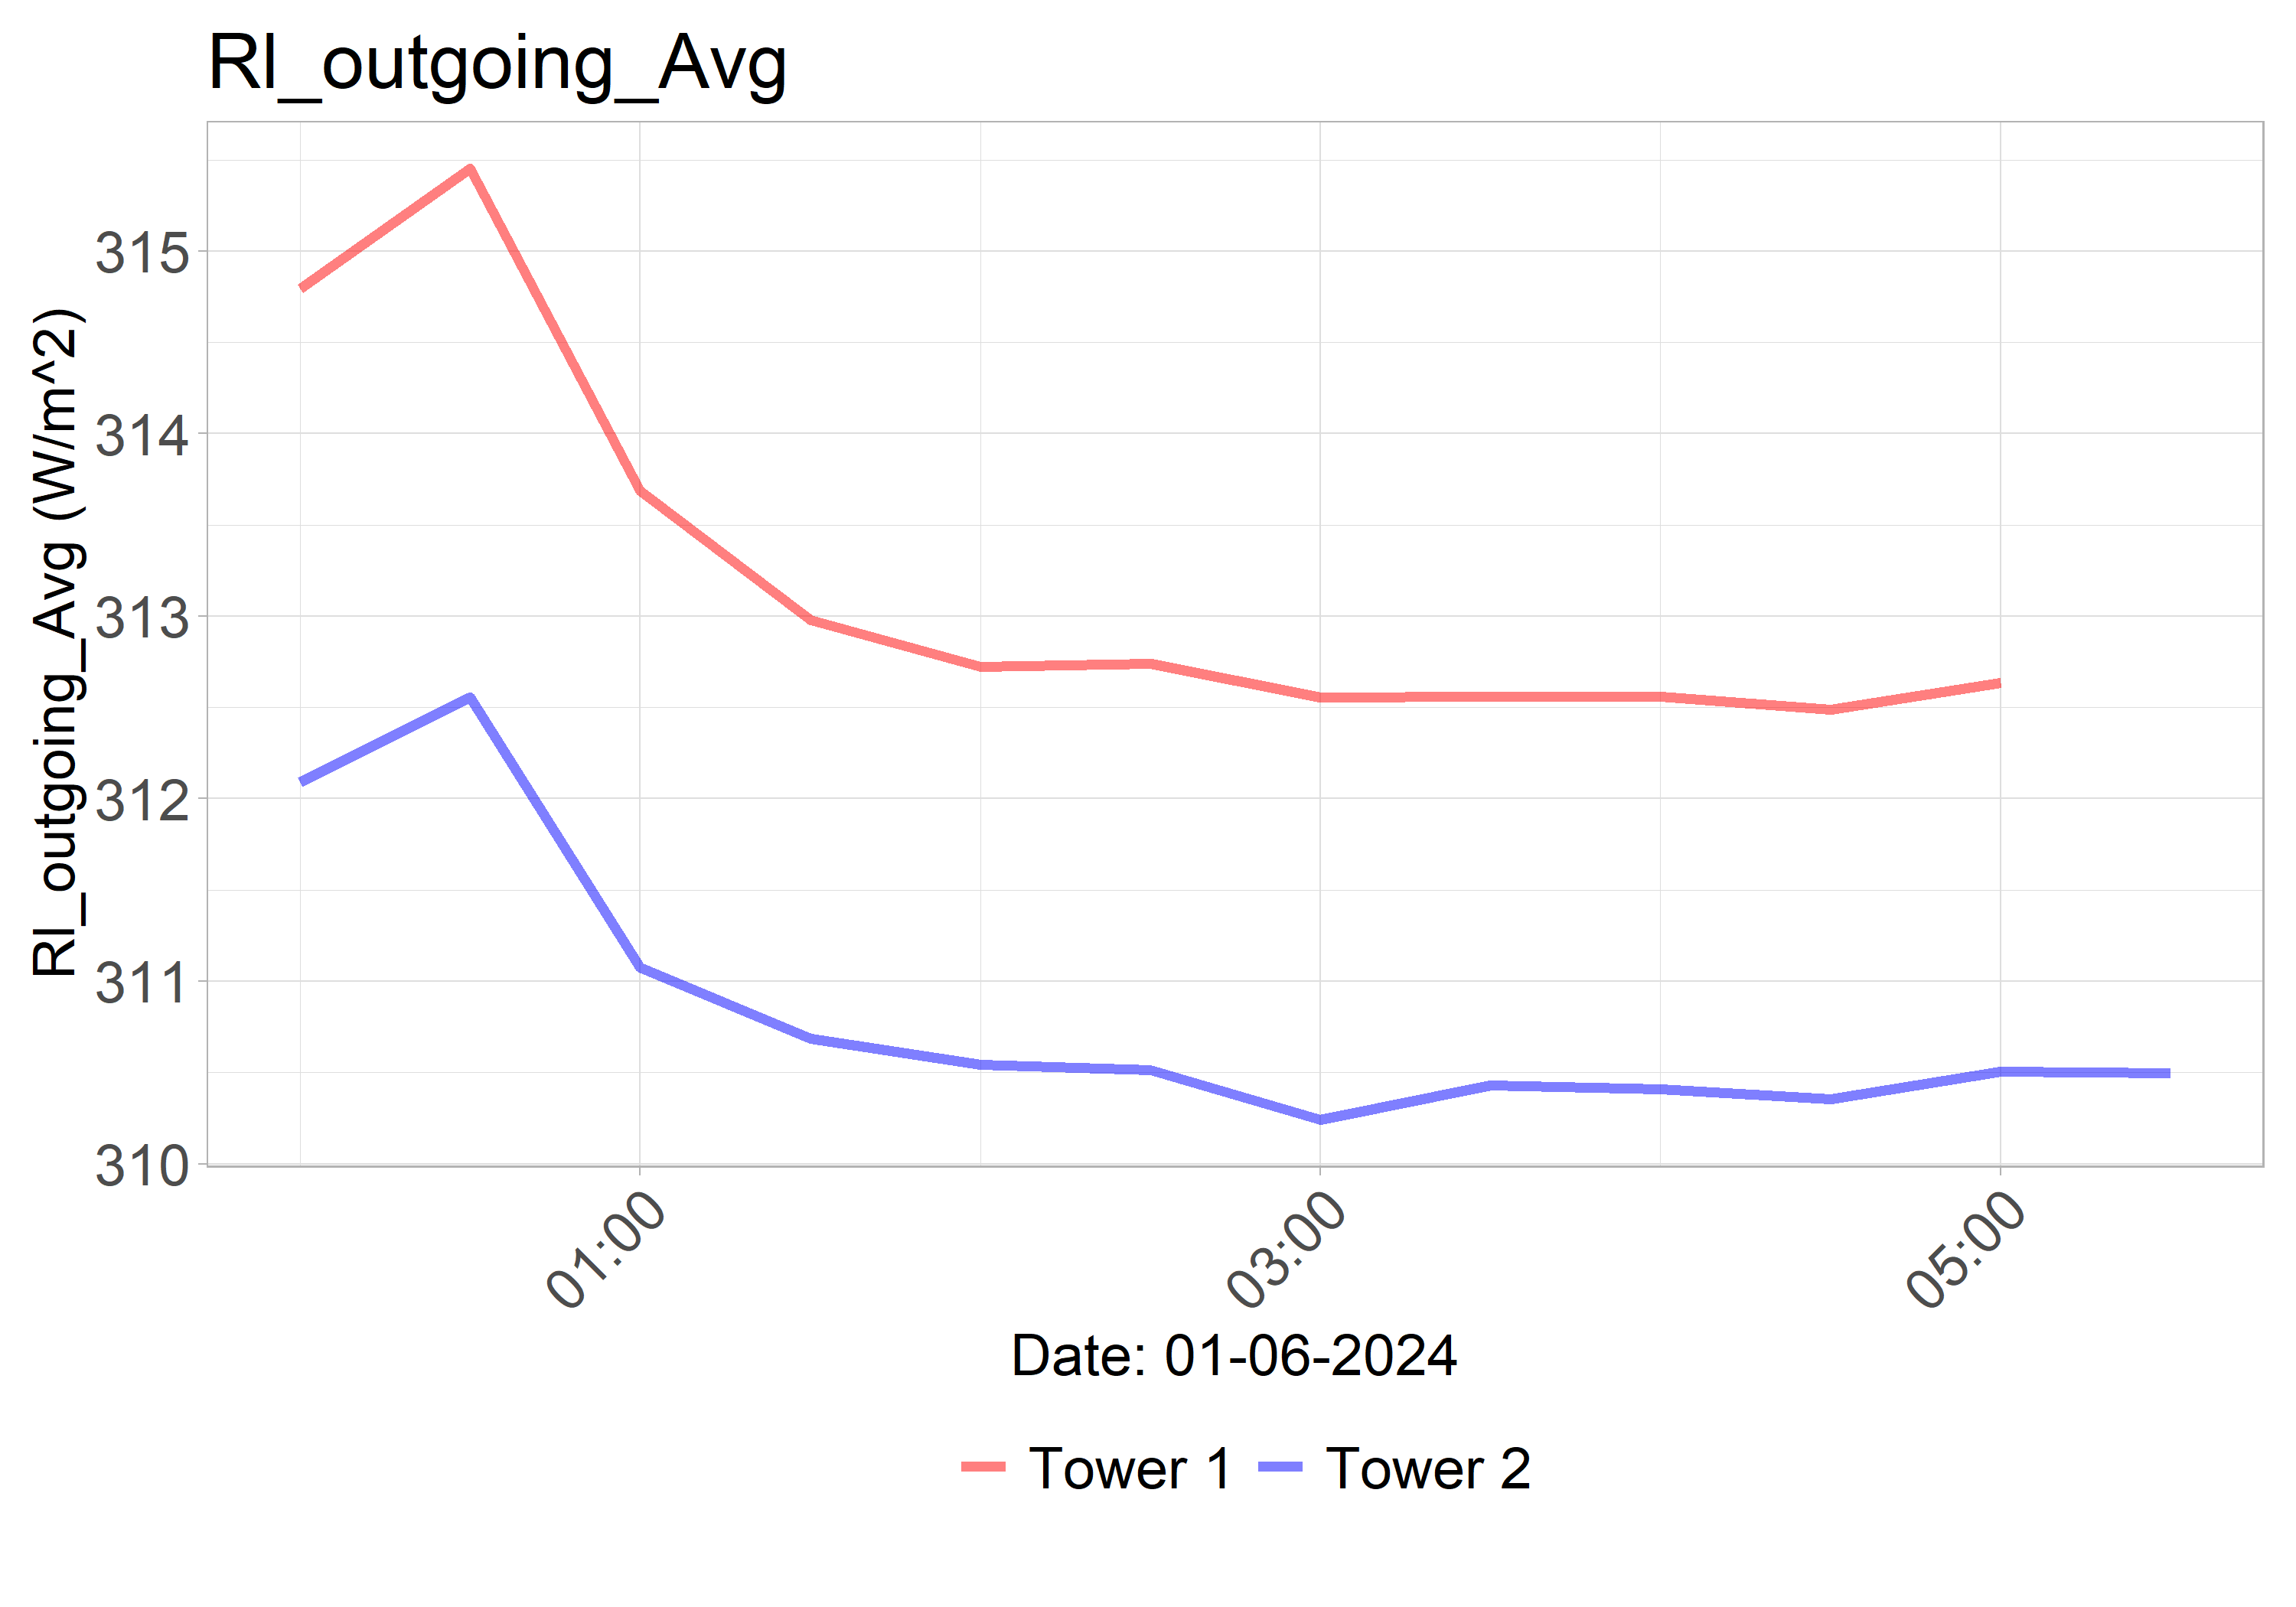 Rl_outgoing_Avg
Rl_outgoing_Avg (W/m^2)
315
314
313
312
311
310
01:00
03:00
05:00
Date: 01-06-2024
Tower 1
Tower 2